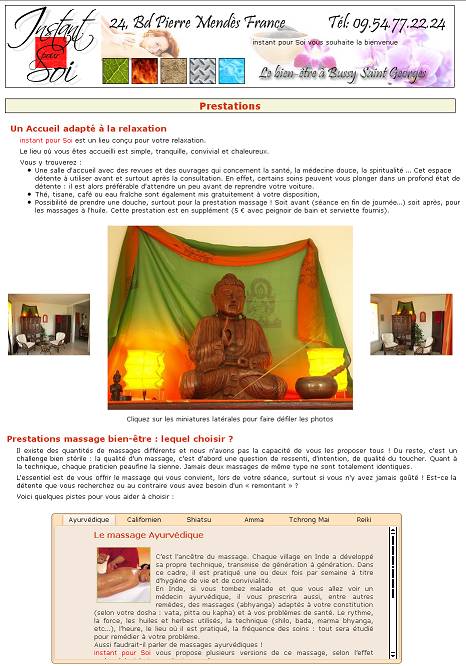 Instant pour Soi
24, Bd Pierre Mendès France
Tél: 09.54.77.22.24
instant pour Soi vous souhaite la bienvenue
Le bien-être à Bussy Saint Georges
Prestations
Un Accueil adapté à la relaxation
instant pour Soi est un lieu conçu pour votre relaxation.
Le lieu où vous êtes accueilli est simple, tranquille, convivial et chaleureux.
Vous y trouverez :
• Une salle d'accueil avec des revues et des ouvrages qui concernent la santé, la médecine douce, la spiritualité ... Cet espace
détente à utiliser avant et surtout après la consultation. En effet, certains soins peuvent vous plonger dans un profond état de
détente : il est alors préférable d'attendre un peu avant de reprendre votre voiture.
• Thé, tisane, café ou eau fraîche sont également mis gratuitement à votre disposition,
• Possibilité de prendre une douche, surtout pour la prestation massage ! Soit avant (séance en fin de journée...) soit après, pour
les massages à l'huile. Cette prestation est en supplément (5 € avec peignoir de bain et serviette fournis).
Cliquez sur les miniatures latérales pour faire défiler les photos
Prestations massage bien-être : lequel choisir ?
Il existe des quantités de massages différents et nous n'avons pas la capacité de vous les proposer tous ! Du reste, c'est un
challenge bien stérile : la qualité d'un massage, c'est d'abord une question de ressenti, d'intention, de qualité du toucher. Quant à
la technique, chaque praticien peaufine la sienne. Jamais deux massages de même type ne sont totalement identiques.
L'essentiel est de vous offrir le massage qui vous convient, lors de votre séance, surtout si vous n'y avez jamais goûté ! Est-ce la
détente que vous recherchez ou au contraire vous avez besoin d'un « remontant » ?
Voici quelques pistes pour vous aider à choisir :
Ayurvédique Californien Shiatsu Amma Tchrong Mai Reiki
Le massage Ayurvédique
C'est l'ancêtre du massage. Chaque village en Inde a développé
sa propre technique, transmise de génération à génération. Dans
ce cadre, il est pratiqué une ou deux fois par semaine à titre
d'hygiène de vie et de convivialité.
En Inde, si vous tombez malade et que vous allez voir un
médecin ayurvédique, il vous prescrira aussi, entre autres
remèdes, des massages (abhyanga) adaptés à votre constitution
(selon votre dosha : vata, pitta ou kapha) et à vos problèmes de santé. Le rythme,
la force, les huiles et herbes utilisés, la technique (shilo, bada, marma bhyanga,
etc...), l'heure, le lieu où il est pratiqué, la fréquence des soins : tout sera étudié
pour remédier à votre problème.
Aussi faudrait-il parler de massages ayurvédiques !
instant pour Soi vous propose plusieurs versions de ce massage, selon l'effet